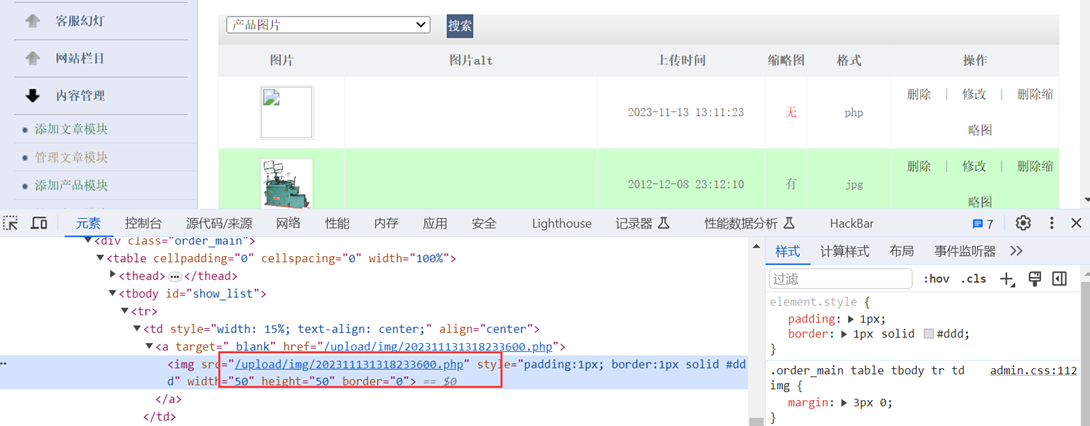 客服幻灯
网站栏目
内容管理
添加文章模块
管理文章模块
添加产品模块
产品图片 搜索
图片 图片alt 上传时间 缩略图 格式 操作
2023-11-13 13:11:23 无 php 删除 | 修改 | 删除缩略图
2012-12-08 23:12:10 有 jpg 删除 | 修改 | 删除缩略图
元素 控制台 源代码/来源 网络 性能 内存 应用 安全 Lighthouse 记录器 性能数据分析 HackBar 7
<div class="order_main">
<table cellpadding="0" cellspacing="0" width="100%">
<thead>⋯</thead>
<tbody id="show_list">
<tr>
<td style="width: 15%; text-align: center;" align="center">
<a target="_blank" href="/upload/img/202311131318233600.php">
<img src="/upload/img/202311131318233600.php" style="padding:1px; border:1px solid #dd
d" width="50" height="50" border="0"> == $0
</a>
</td>
样式 计算样式 布局 事件监听器
过滤 :hov .cls
element.style {
padding: 1px;
border: 1px solid #ddd;
}
.order_main table tbody tr td admin.css:112
img {
margin: 3px 0;
}